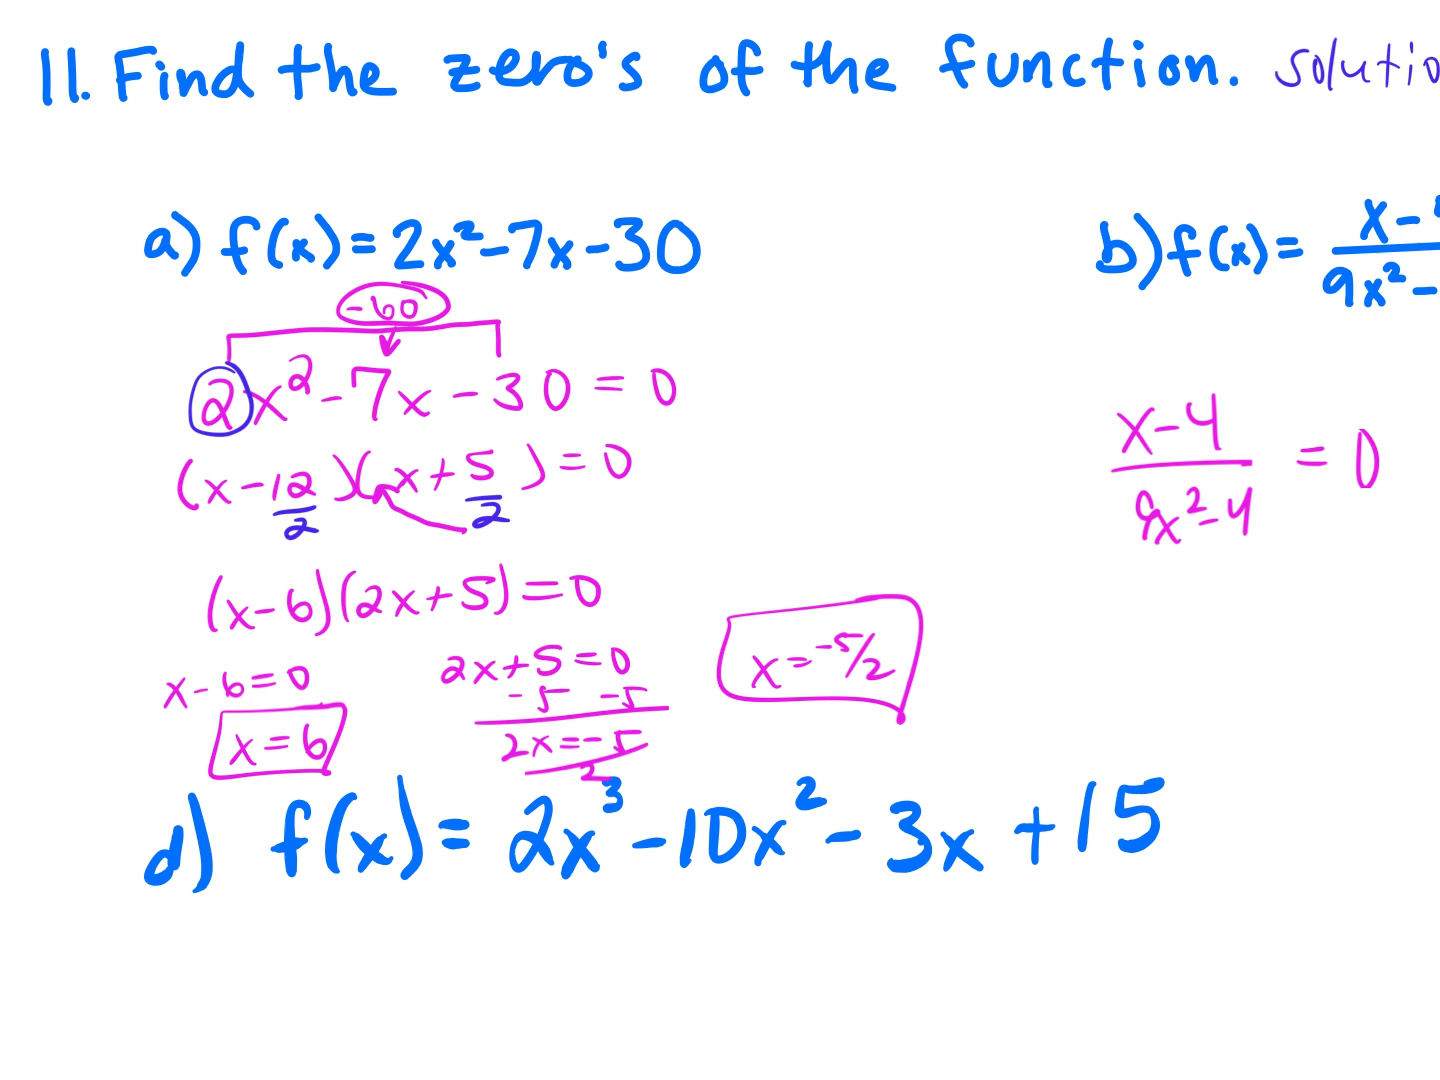 11. Find the zero's of the function. solutio
a) f(x) = 2x² - 7x - 30
b) f(x) = x - 4 / 9x² -
-60
2x² - 7x - 30 = 0
(x - 12/2)(x + 5/2) = 0
x - 4 / 9x² - 4 = 0
(x - 6)(2x + 5) = 0
x - 6 = 0
2x + 5 = 0
-5 -5
x = -5/2
x = 6
2x = -5
2
d) f(x) = 2x³ - 10x² - 3x + 15